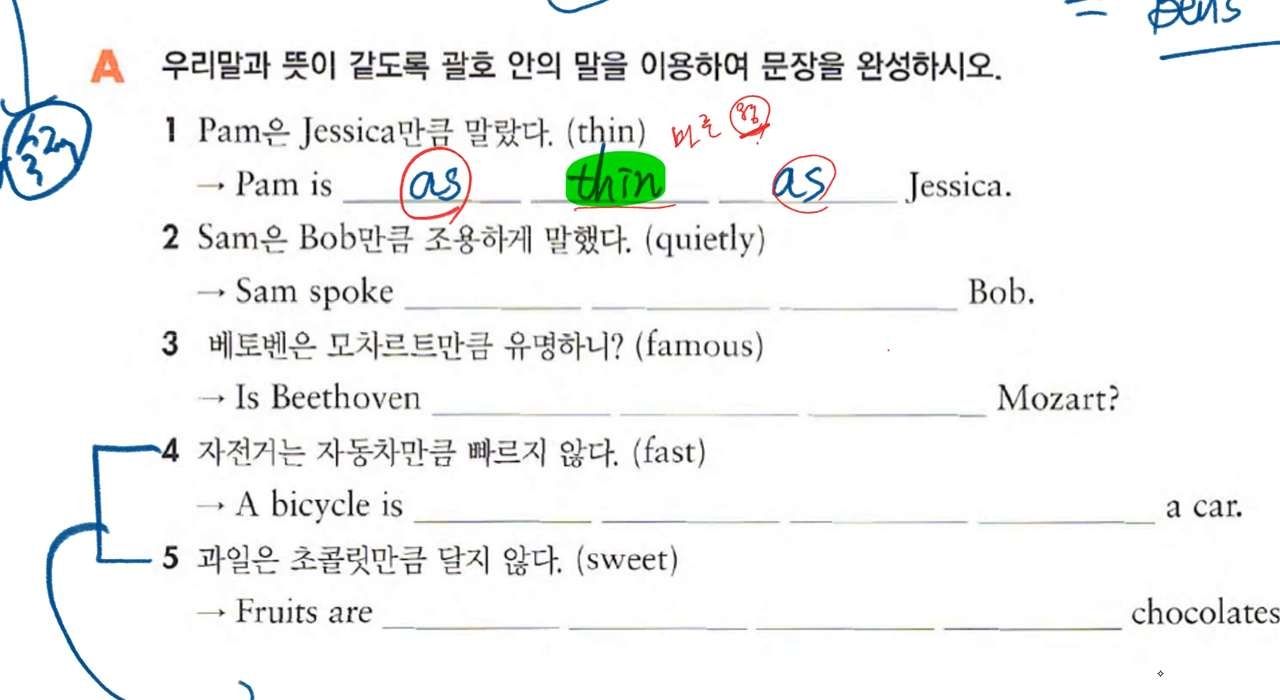 A 우리말과 뜻이 같도록 괄호 안의 말을 이용하여 문장을 완성하시오.
1 Pam은 Jessica만큼 말랐다. (thin)
→ Pam is as thin as Jessica.
2 Sam은 Bob만큼 조용하게 말했다. (quietly)
→ Sam spoke Bob.
3 베토벤은 모차르트만큼 유명하니? (famous)
→ Is Beethoven Mozart?
4 자전거는 자동차만큼 빠르지 않다. (fast)
→ A bicycle is a car.
5 과일은 초콜릿만큼 달지 않다. (sweet)
→ Fruits are chocolates